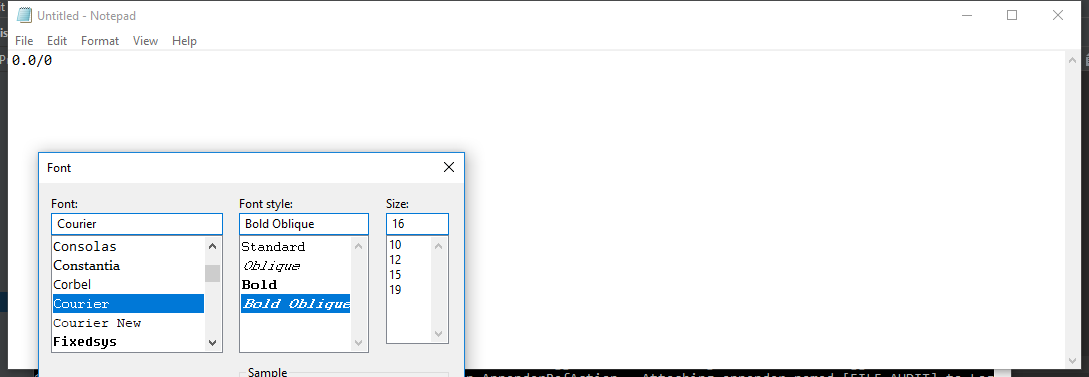 Untitled - Notepad
File Edit Format View Help
0.0/0
Font
Font: Font style: Size:
Courier Bold Oblique 16
Consolas Standard 10
Constantia Oblique 12
Corbel Bold 15
Courier Bold Oblique 19
Courier New
Fixedsys
Sample
AppenderRefAction - Attaching appender named [FILE_AUDIT] to Log